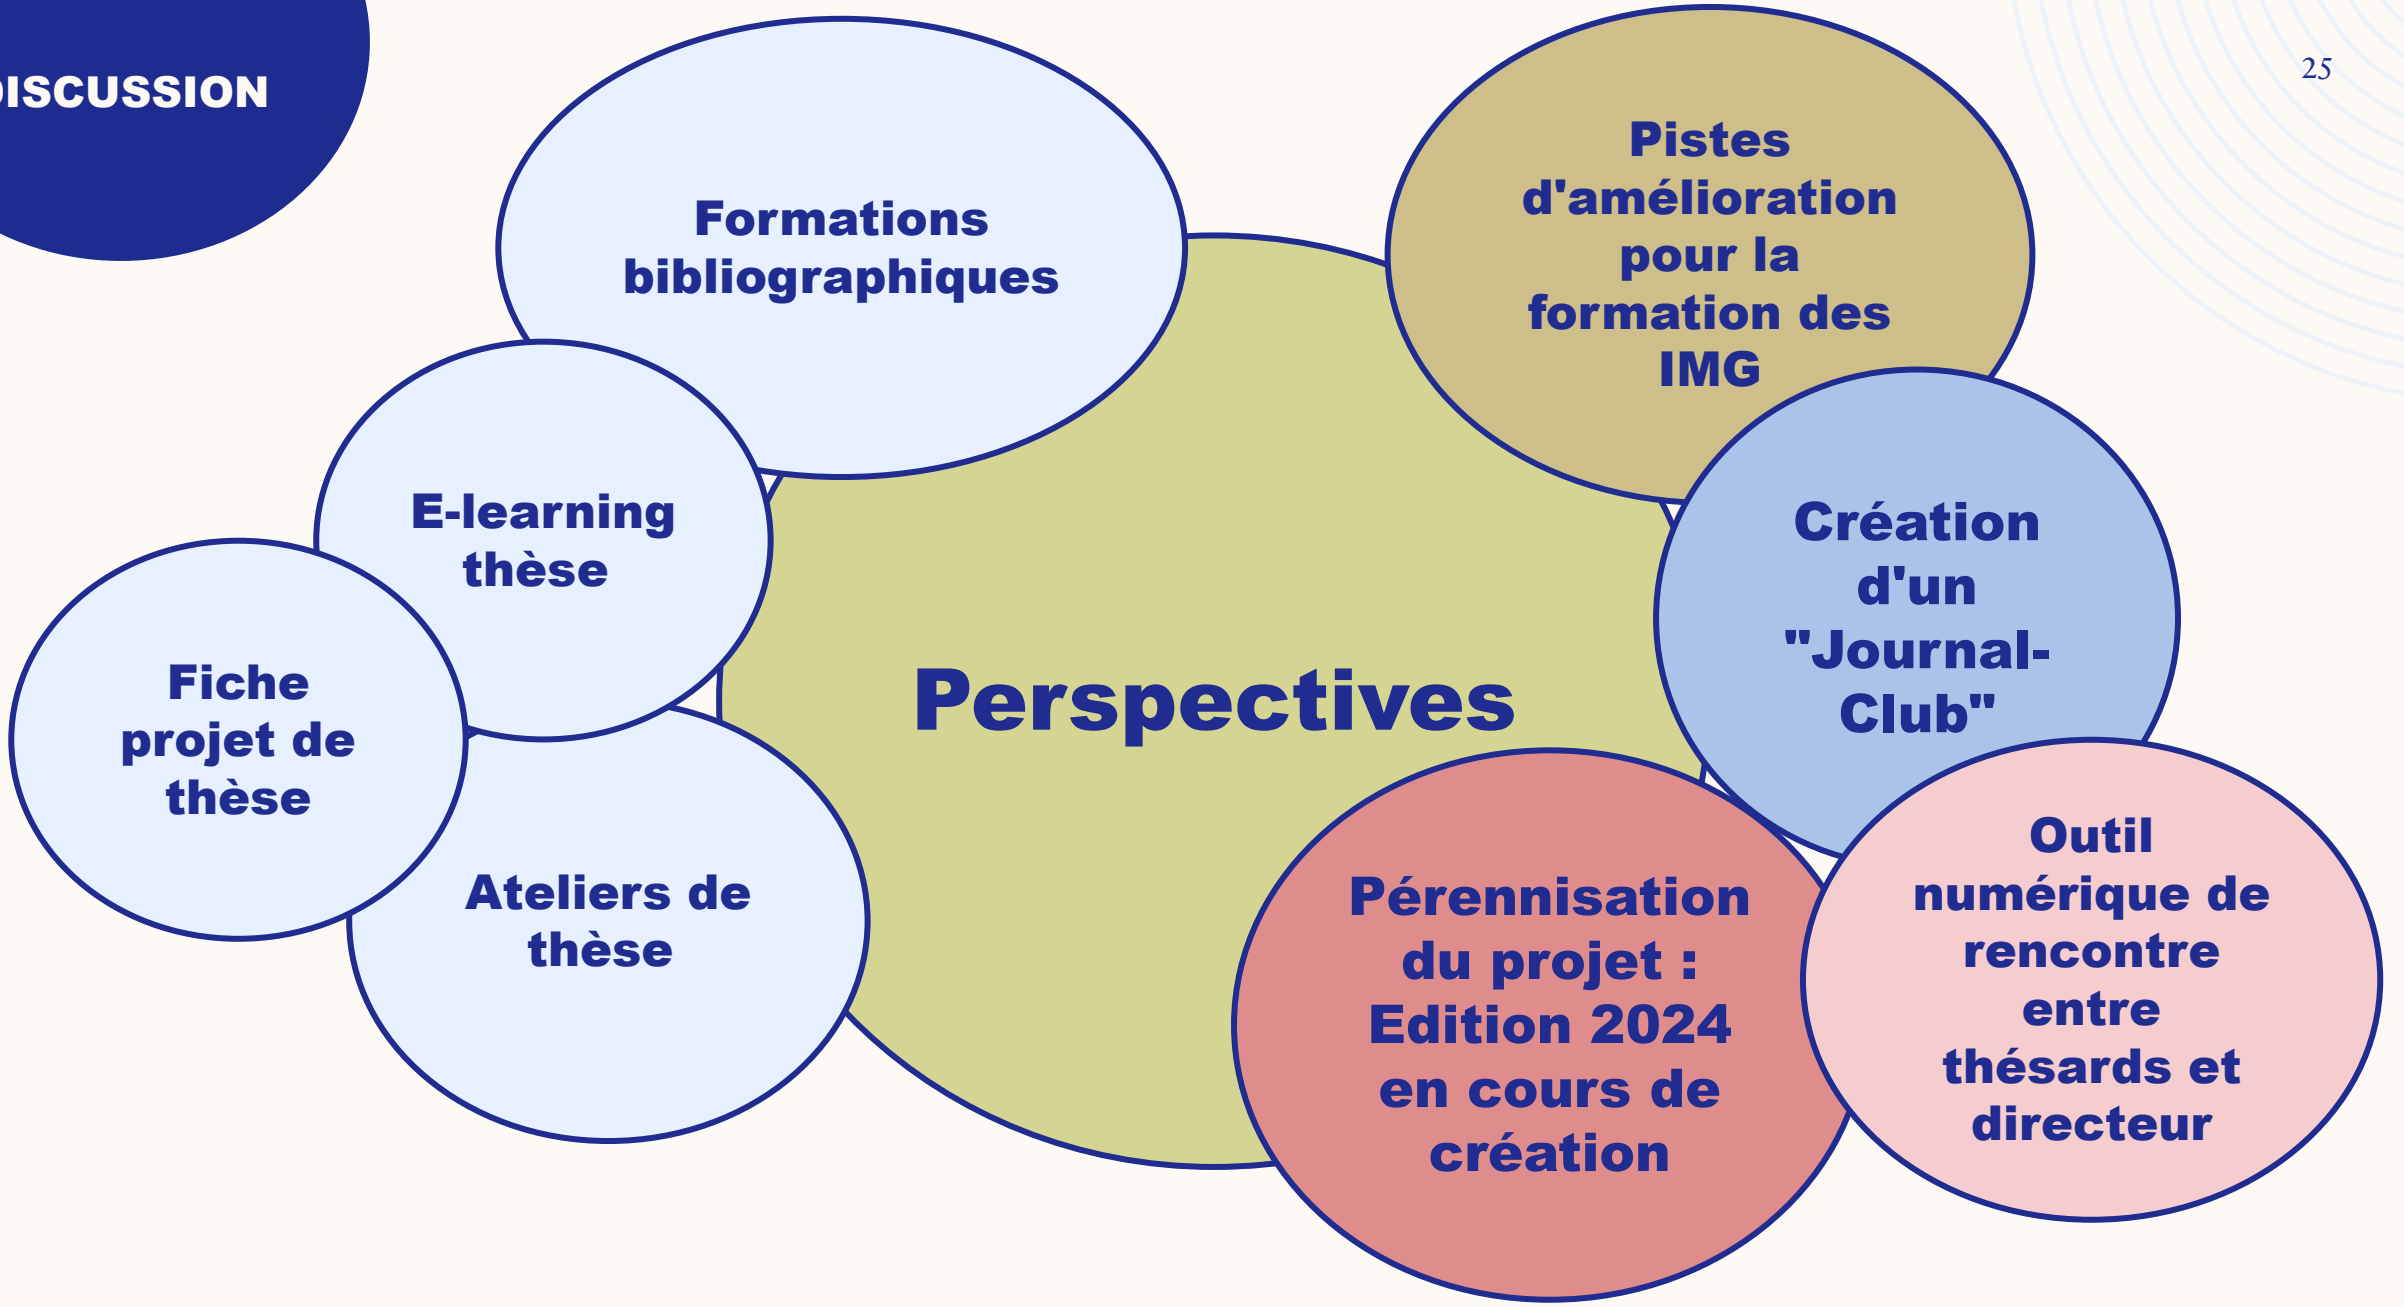 DISCUSSION
25
Formations
bibliographiques
Pistes
d'amélioration
pour la
formation des
IMG
E-learning
thèse
Création
d'un
"Journal-
Club"
Fiche
projet de
thèse
Perspectives
Ateliers de
thèse
Pérennisation
du projet :
Edition 2024
en cours de
création
Outil
numérique de
rencontre
entre
thésards et
directeur